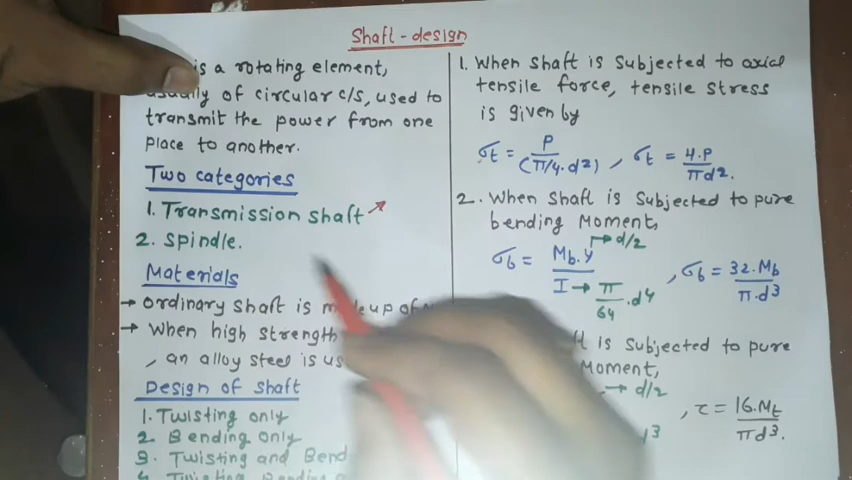 Shaft-design
is a rotating element,
usually of circular c/s, used to
transmit the power from one
place to another.
Two categories
1. Transmission shaft
2. Spindle.
Materials
→ Ordinary shaft is made up of
→ When high strength
, an alloy steel is
Design of shaft
1. Twisting only
2. Bending only
3. Twisting and Bend
4. Twisting, Bending
1. When shaft is subjected to axial
tensile force, tensile stress
is given by
σt = P/(π/4.d2), σt = 4.P/πd2.
2. When shaft is subjected to pure
bending Moment,
σb = Mb.y/I → d/2 → π/64 .d4, σb = 32.Mb/π.d3
is subjected to pure
Moment,
→ d/2
, τ = 16.Mt/πd3.